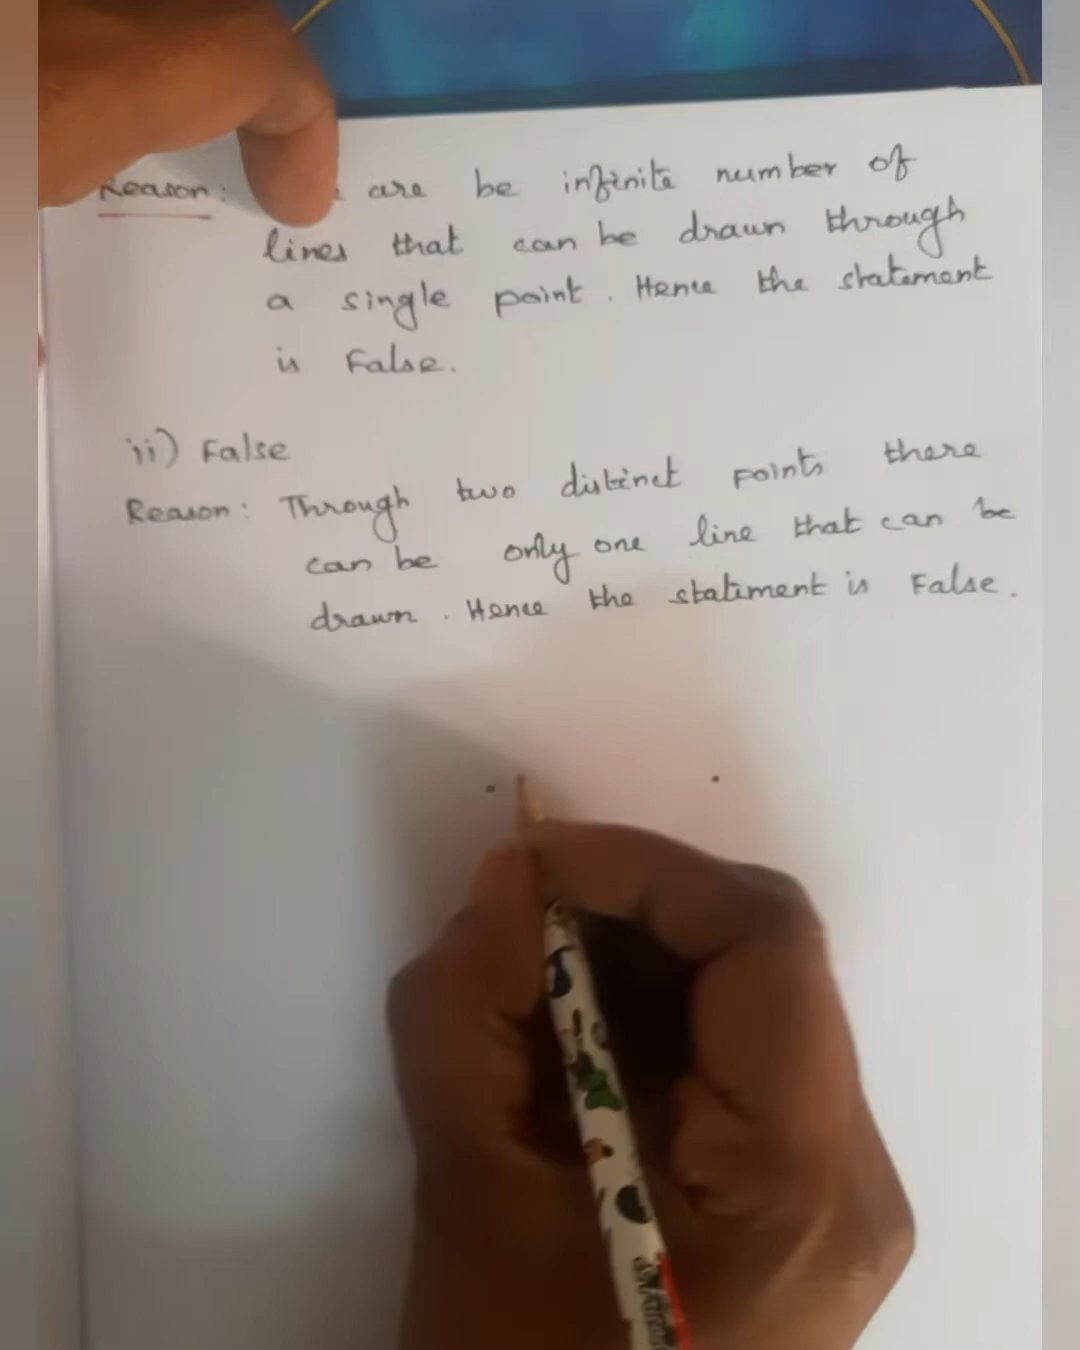 Reason: are be infinite number of
lines that can be drawn through
a single point. Hence the statement
is False.
ii) False
Reason: Through two distinct points there
can be only one line that can be
drawn. Hence the statement is False.